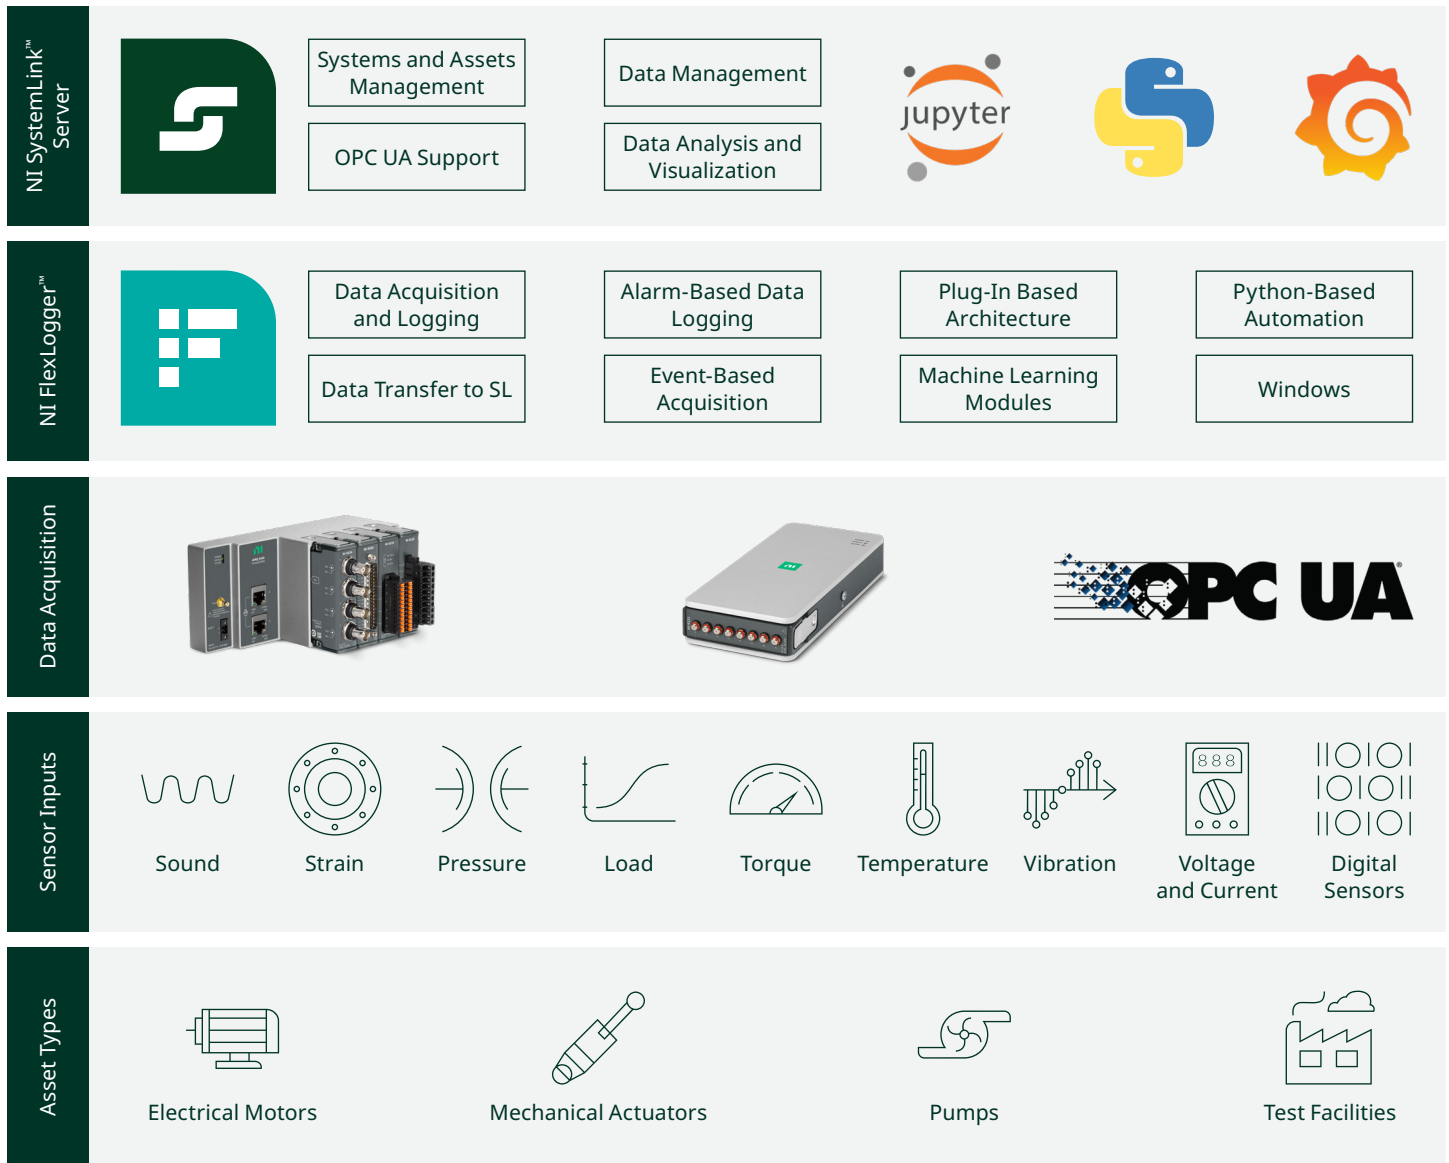 NI SystemLink™
Server
Systems and Assets
Management
Data Management
OPC UA Support
Data Analysis and
Visualization
jupyter
NI FlexLogger™
Data Acquisition
and Logging
Alarm-Based Data
Logging
Plug-In Based
Architecture
Python-Based
Automation
Data Transfer to SL
Event-Based
Acquisition
Machine Learning
Modules
Windows
Data Acquisition
OPC UA®
Sensor Inputs
888
Sound
Strain
Pressure
Load
Torque
Temperature
Vibration
Voltage
and Current
Digital
Sensors
Asset Types
Electrical Motors
Mechanical Actuators
Pumps
Test Facilities